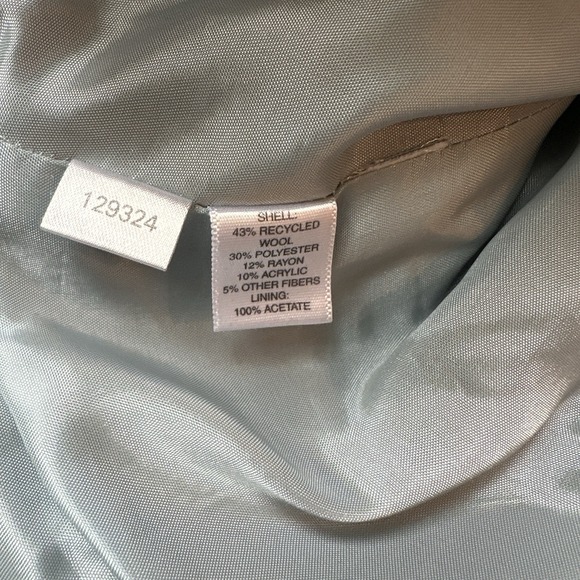 129324
SHELL:
43% RECYCLED
WOOL
30% POLYESTER
12% RAYON
10% ACRYLIC
5% OTHER FIBERS
LINING:
100% ACETATE